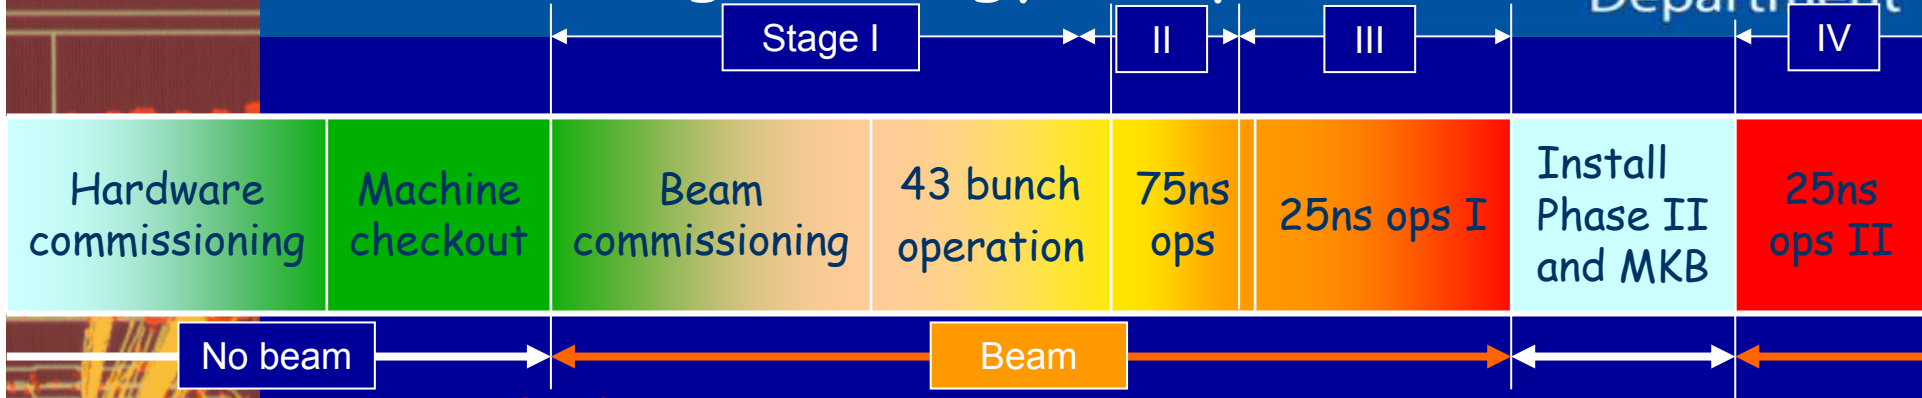 Department
Stage I
II
III
IV
Hardware
commissioning
Machine
checkout
Beam
commissioning
43 bunch
operation
75ns
ops
25ns ops I
Install
Phase II
and MKB
25ns
ops II
No beam
Beam